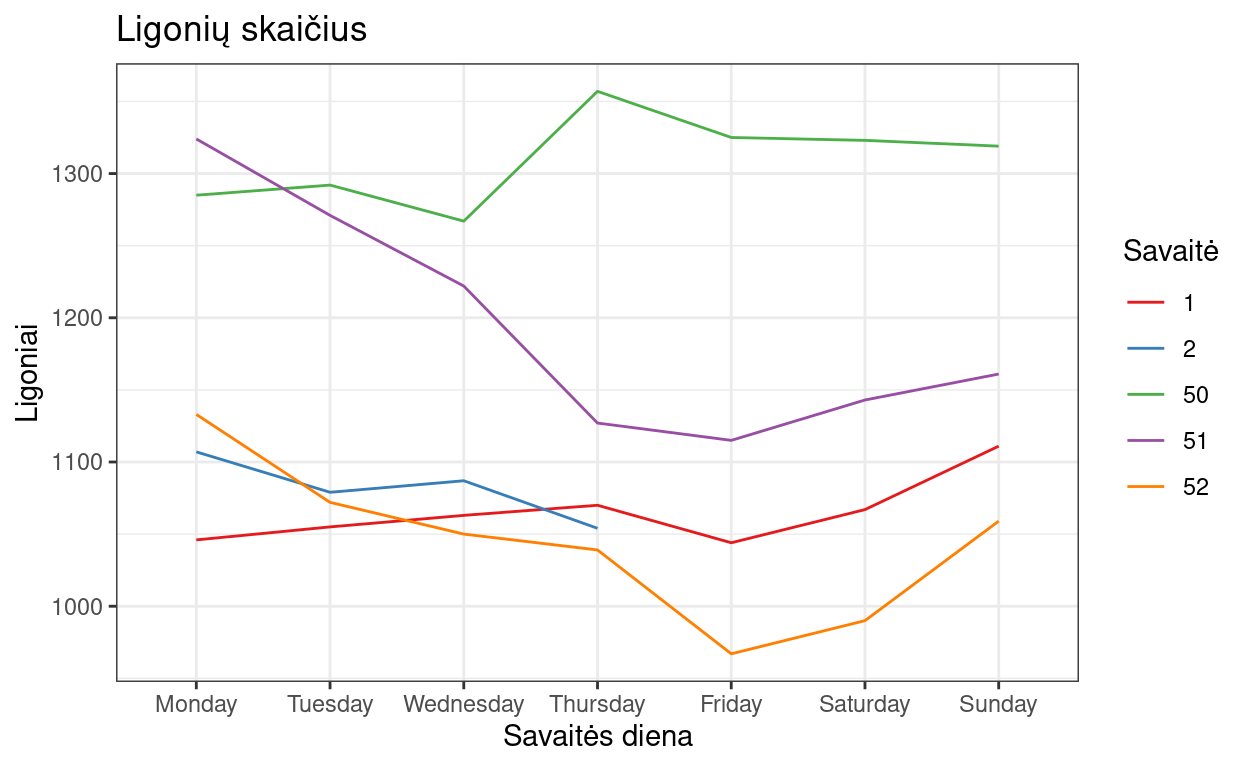 Ligonių skaičius
Ligoniai
1300
1200
1100
1000
Monday Tuesday Wednesday Thursday Friday Saturday Sunday
Savaitės diena
Savaitė
1
2
50
51
52